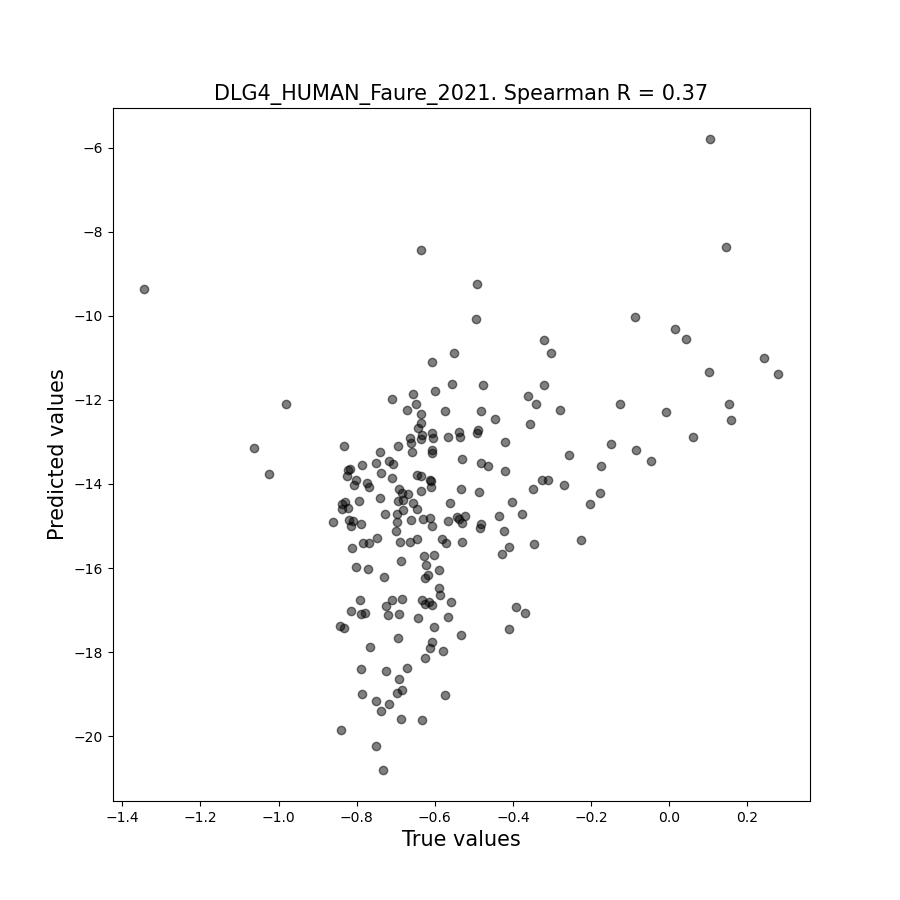 DLG4_HUMAN_Faure_2021. Spearman R = 0.37
Predicted values
−6
−8
−10
−12
−14
−16
−18
−20
−1.4 −1.2 −1.0 −0.8 −0.6 −0.4 −0.2 0.0 0.2
True values